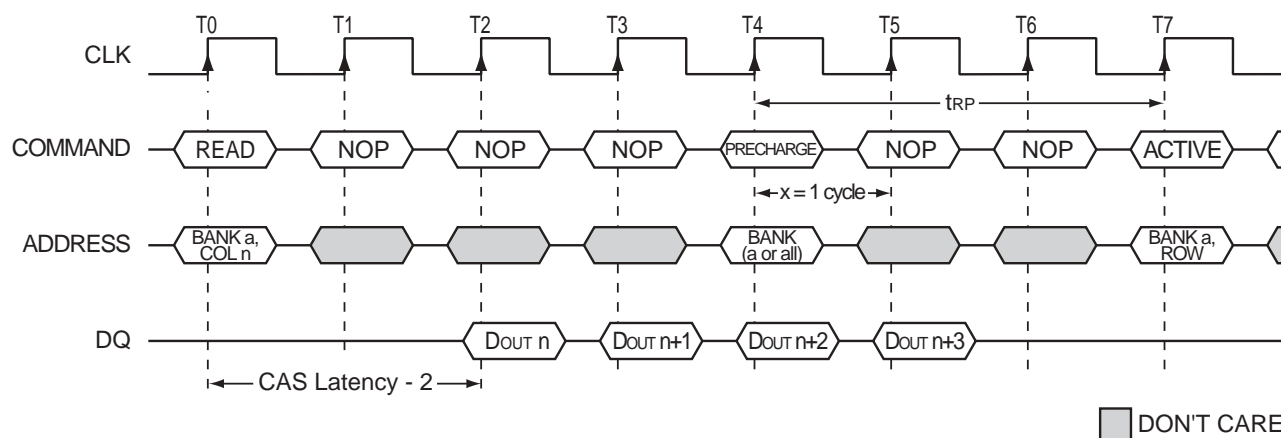 T0 T1 T2 T3 T4 T5 T6 T7
CLK
tRP
COMMAND READ NOP NOP NOP PRECHARGE NOP NOP ACTIVE
x = 1 cycle
ADDRESS BANK a, COL n BANK (a or all) BANK a, ROW
DQ DOUT n DOUT n+1 DOUT n+2 DOUT n+3
CAS Latency - 2
DON'T CARE